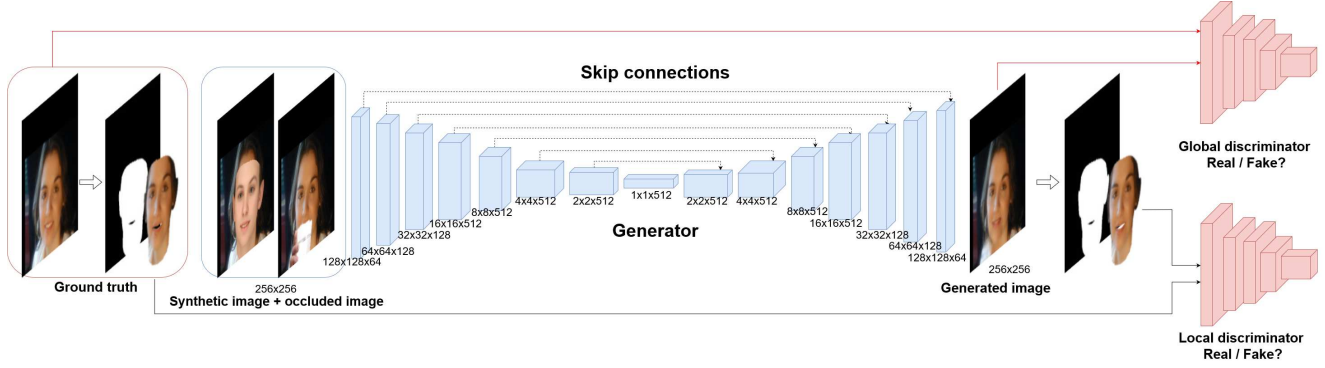 Skip connections
Generator
Ground truth
256x256
Synthetic image + occluded image
128x128x64
64x64x128
32x32x128
16x16x512
8x8x512
4x4x512
2x2x512
1x1x512
2x2x512
4x4x512
8x8x512
16x16x512
32x32x128
64x64x128
128x128x64
256x256
Generated image
Global discriminator
Real / Fake?
Local discriminator
Real / Fake?